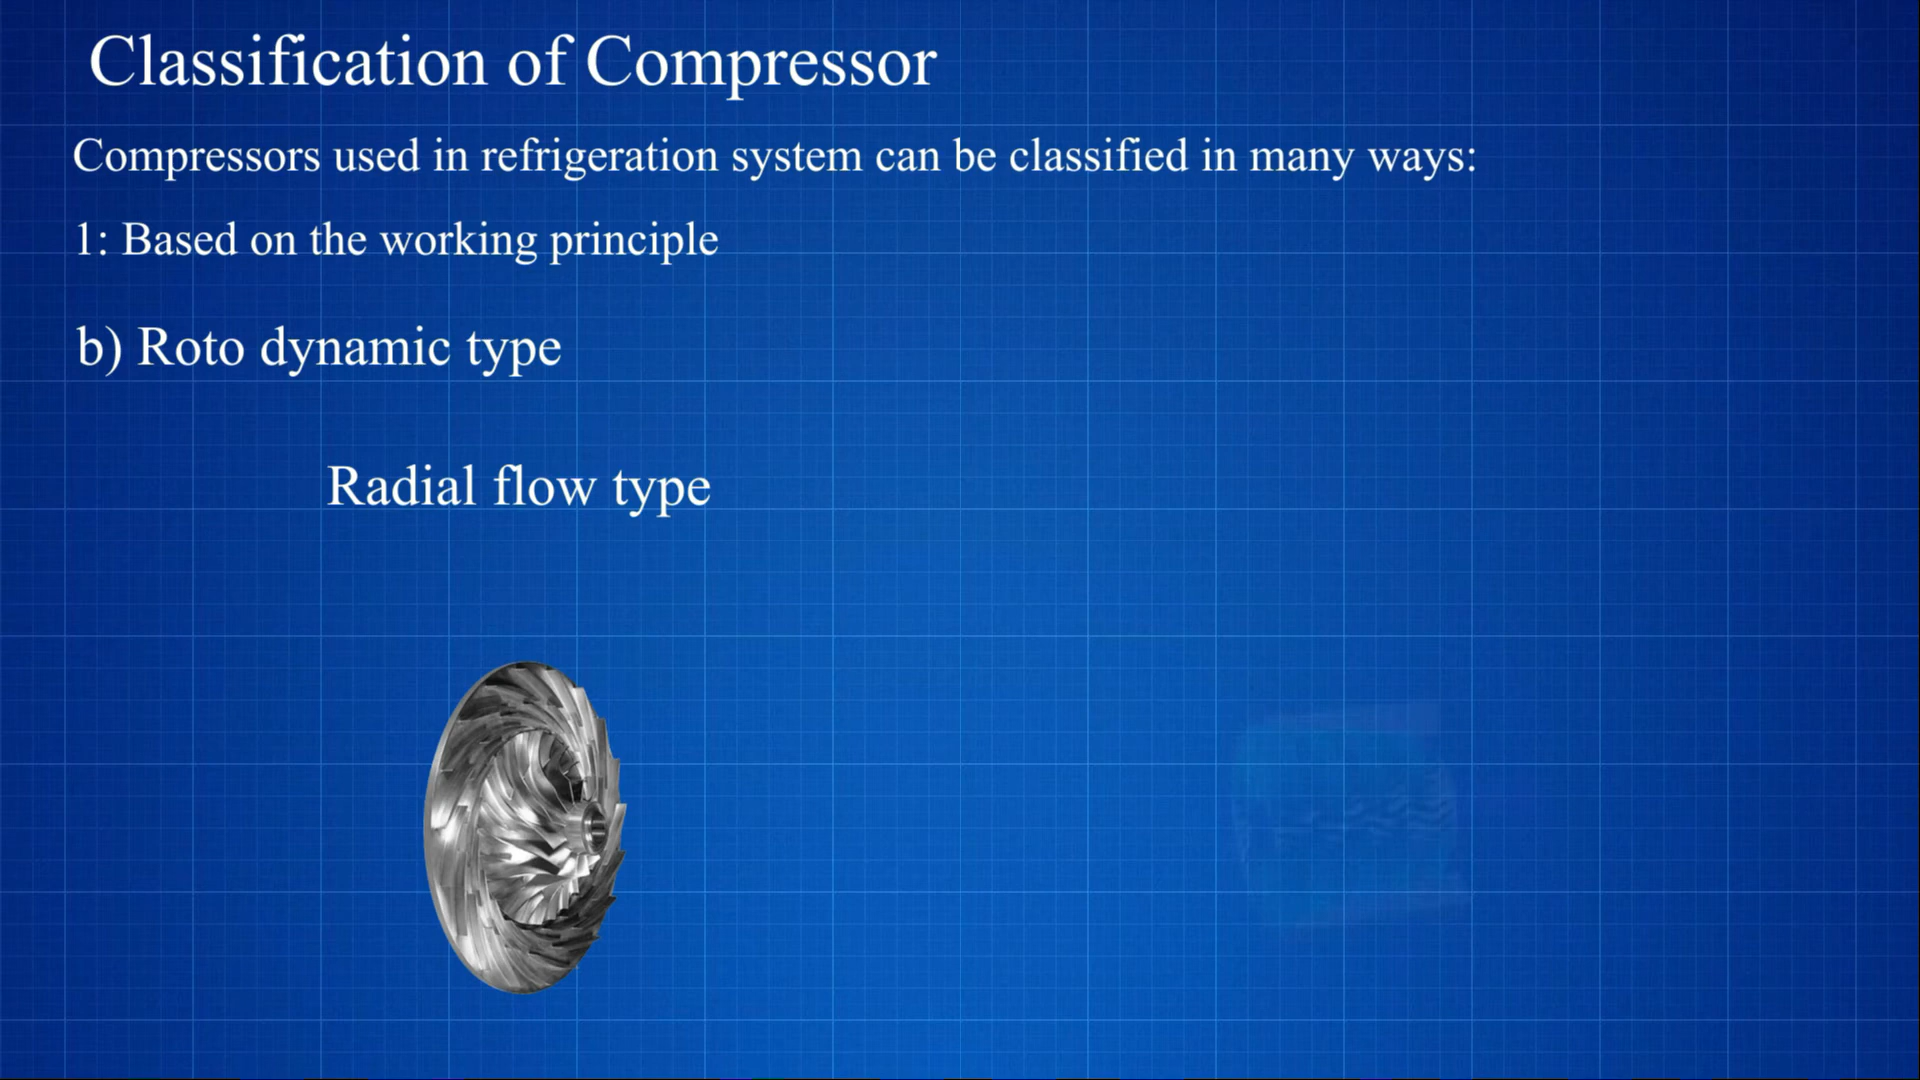 Classification of Compressor
Compressors used in refrigeration system can be classified in many ways:
1: Based on the working principle
b) Roto dynamic type
Radial flow type